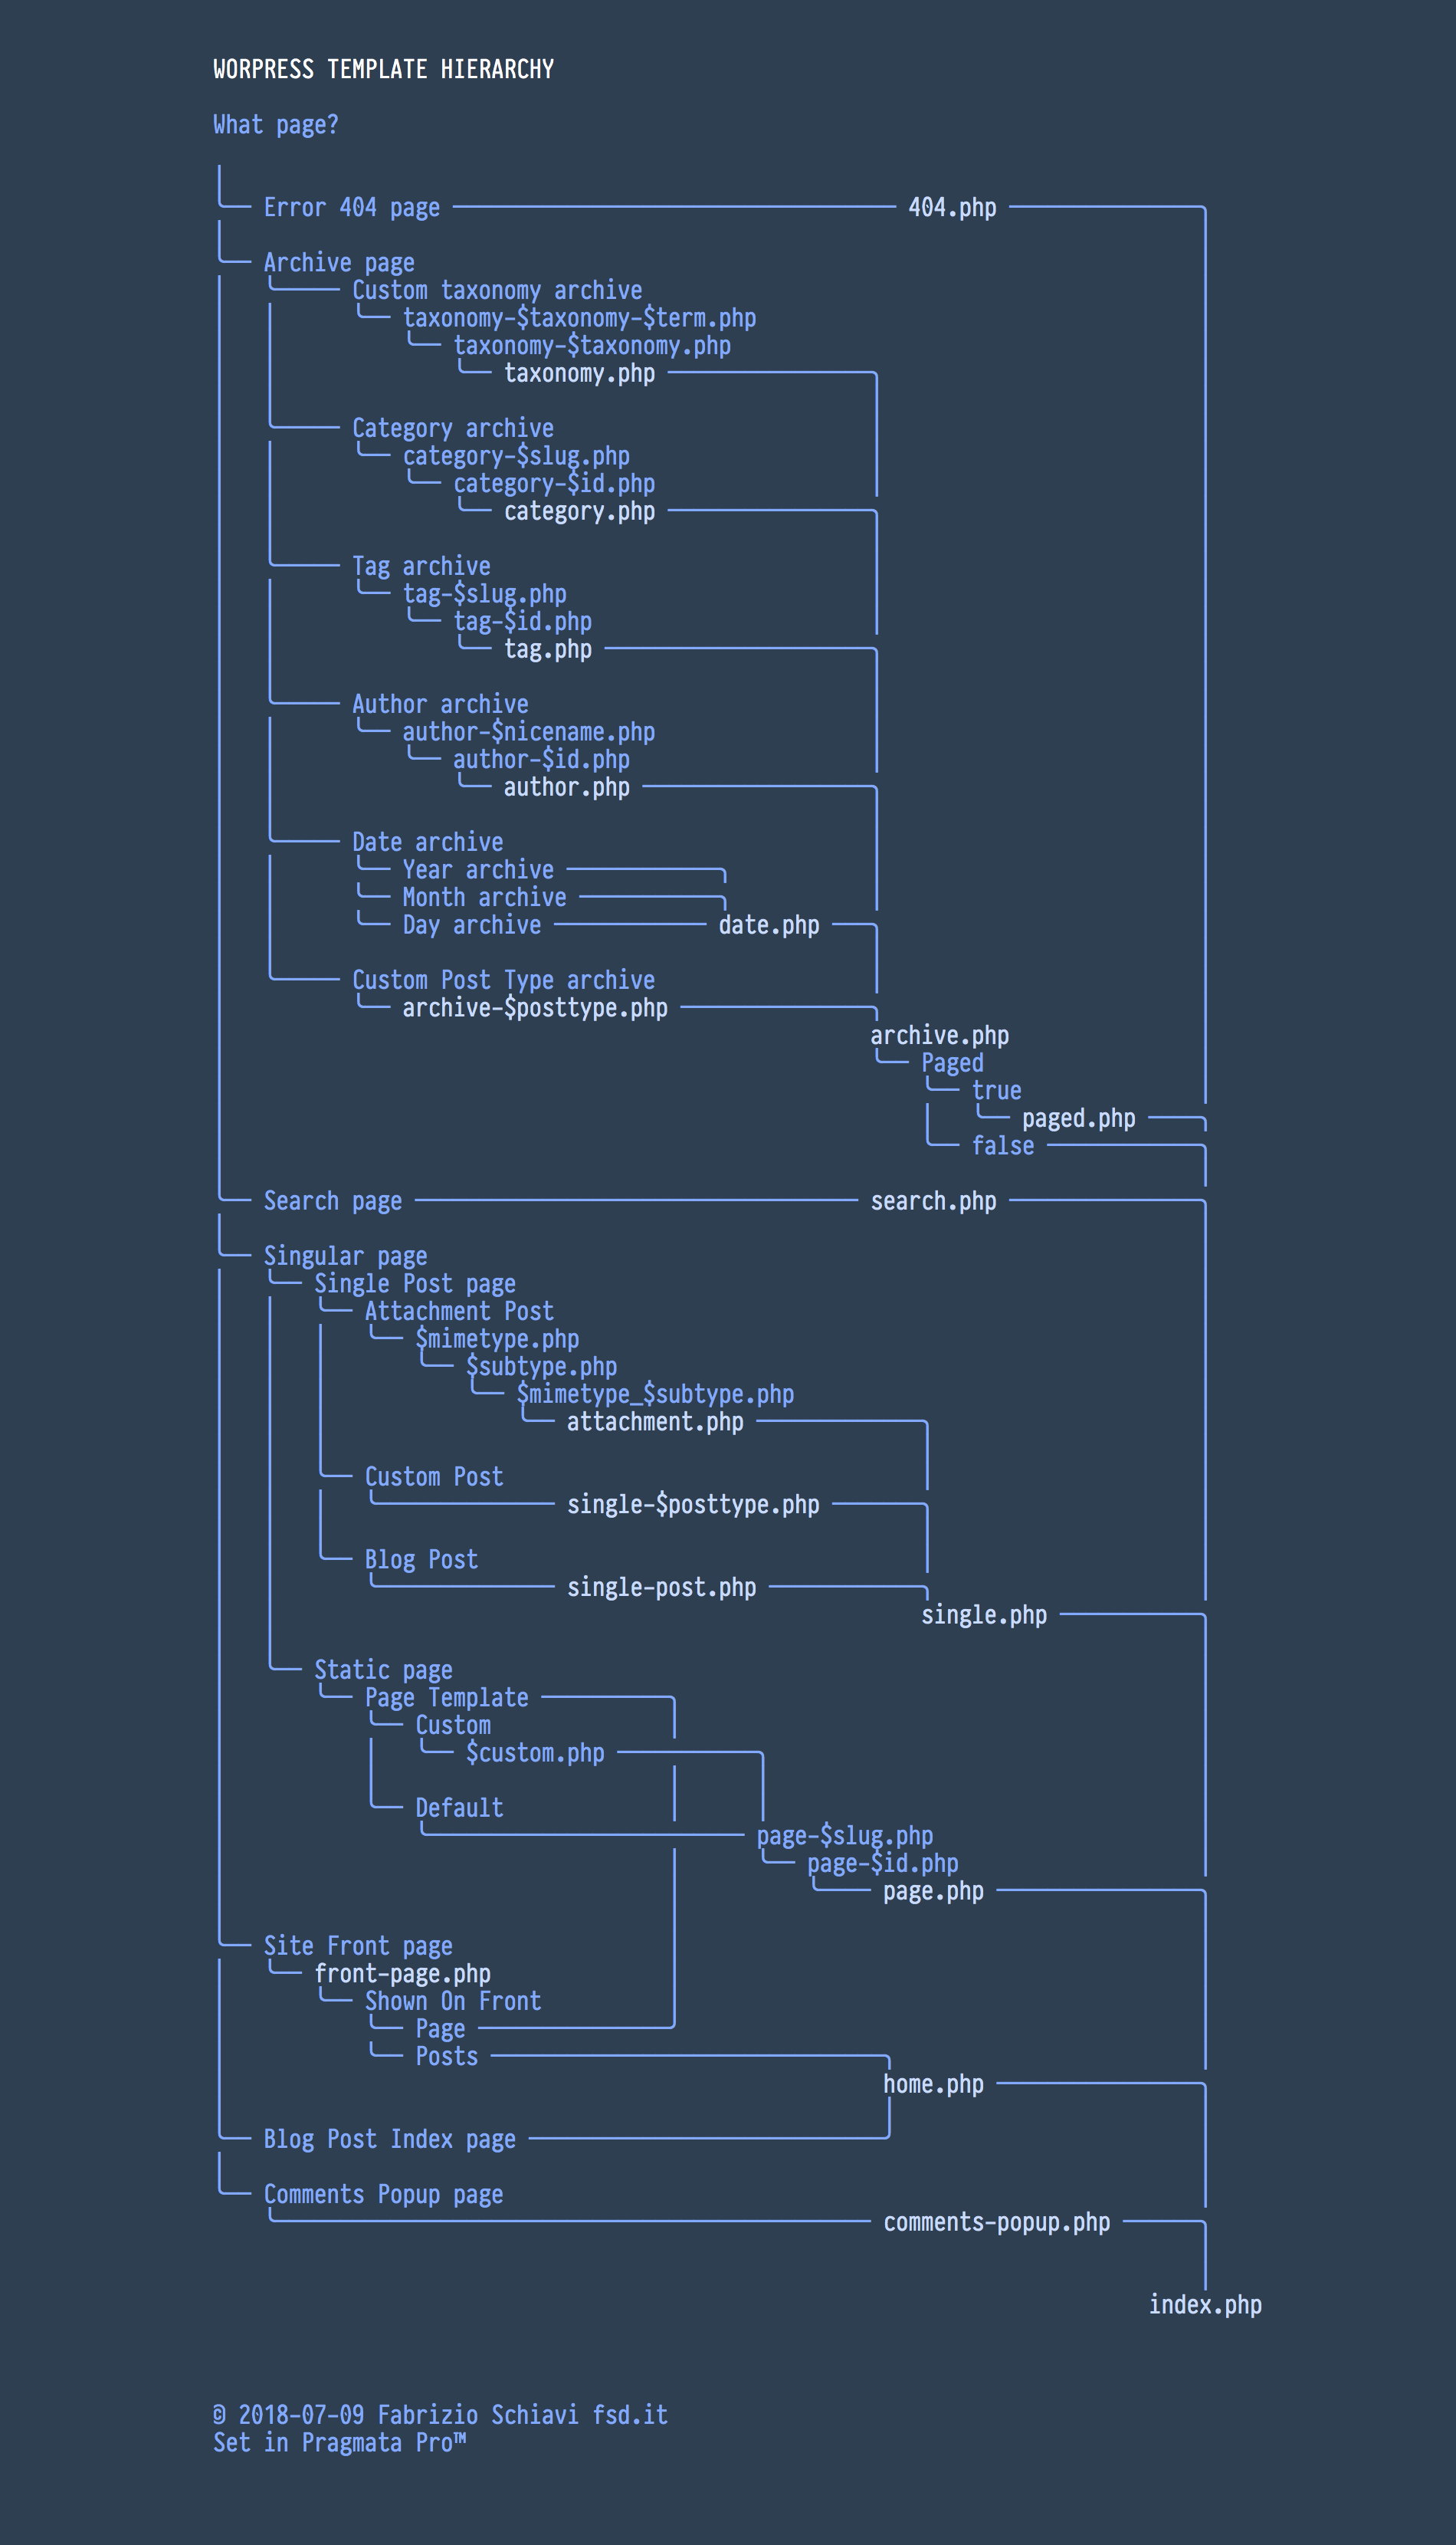 WORPRESS TEMPLATE HIERARCHY
What page?
Error 404 page 404.php
Archive page
Custom taxonomy archive
taxonomy-$taxonomy-$term.php
taxonomy-$taxonomy.php
taxonomy.php
Category archive
category-$slug.php
category-$id.php
category.php
Tag archive
tag-$slug.php
tag-$id.php
tag.php
Author archive
author-$nicename.php
author-$id.php
author.php
Date archive
Year archive
Month archive
Day archive date.php
Custom Post Type archive
archive-$posttype.php
archive.php
Paged
true
paged.php
false
Search page search.php
Singular page
Single Post page
Attachment Post
$mimetype.php
$subtype.php
$mimetype_$subtype.php
attachment.php
Custom Post
single-$posttype.php
Blog Post
single-post.php
single.php
Static page
Page Template
Custom
$custom.php
Default
page-$slug.php
page-$id.php
page.php
Site Front page
front-page.php
Shown On Front
Page
Posts
home.php
Blog Post Index page
Comments Popup page
comments-popup.php
index.php
© 2018-07-09 Fabrizio Schiavi fsd.it
Set in Pragmata Pro™